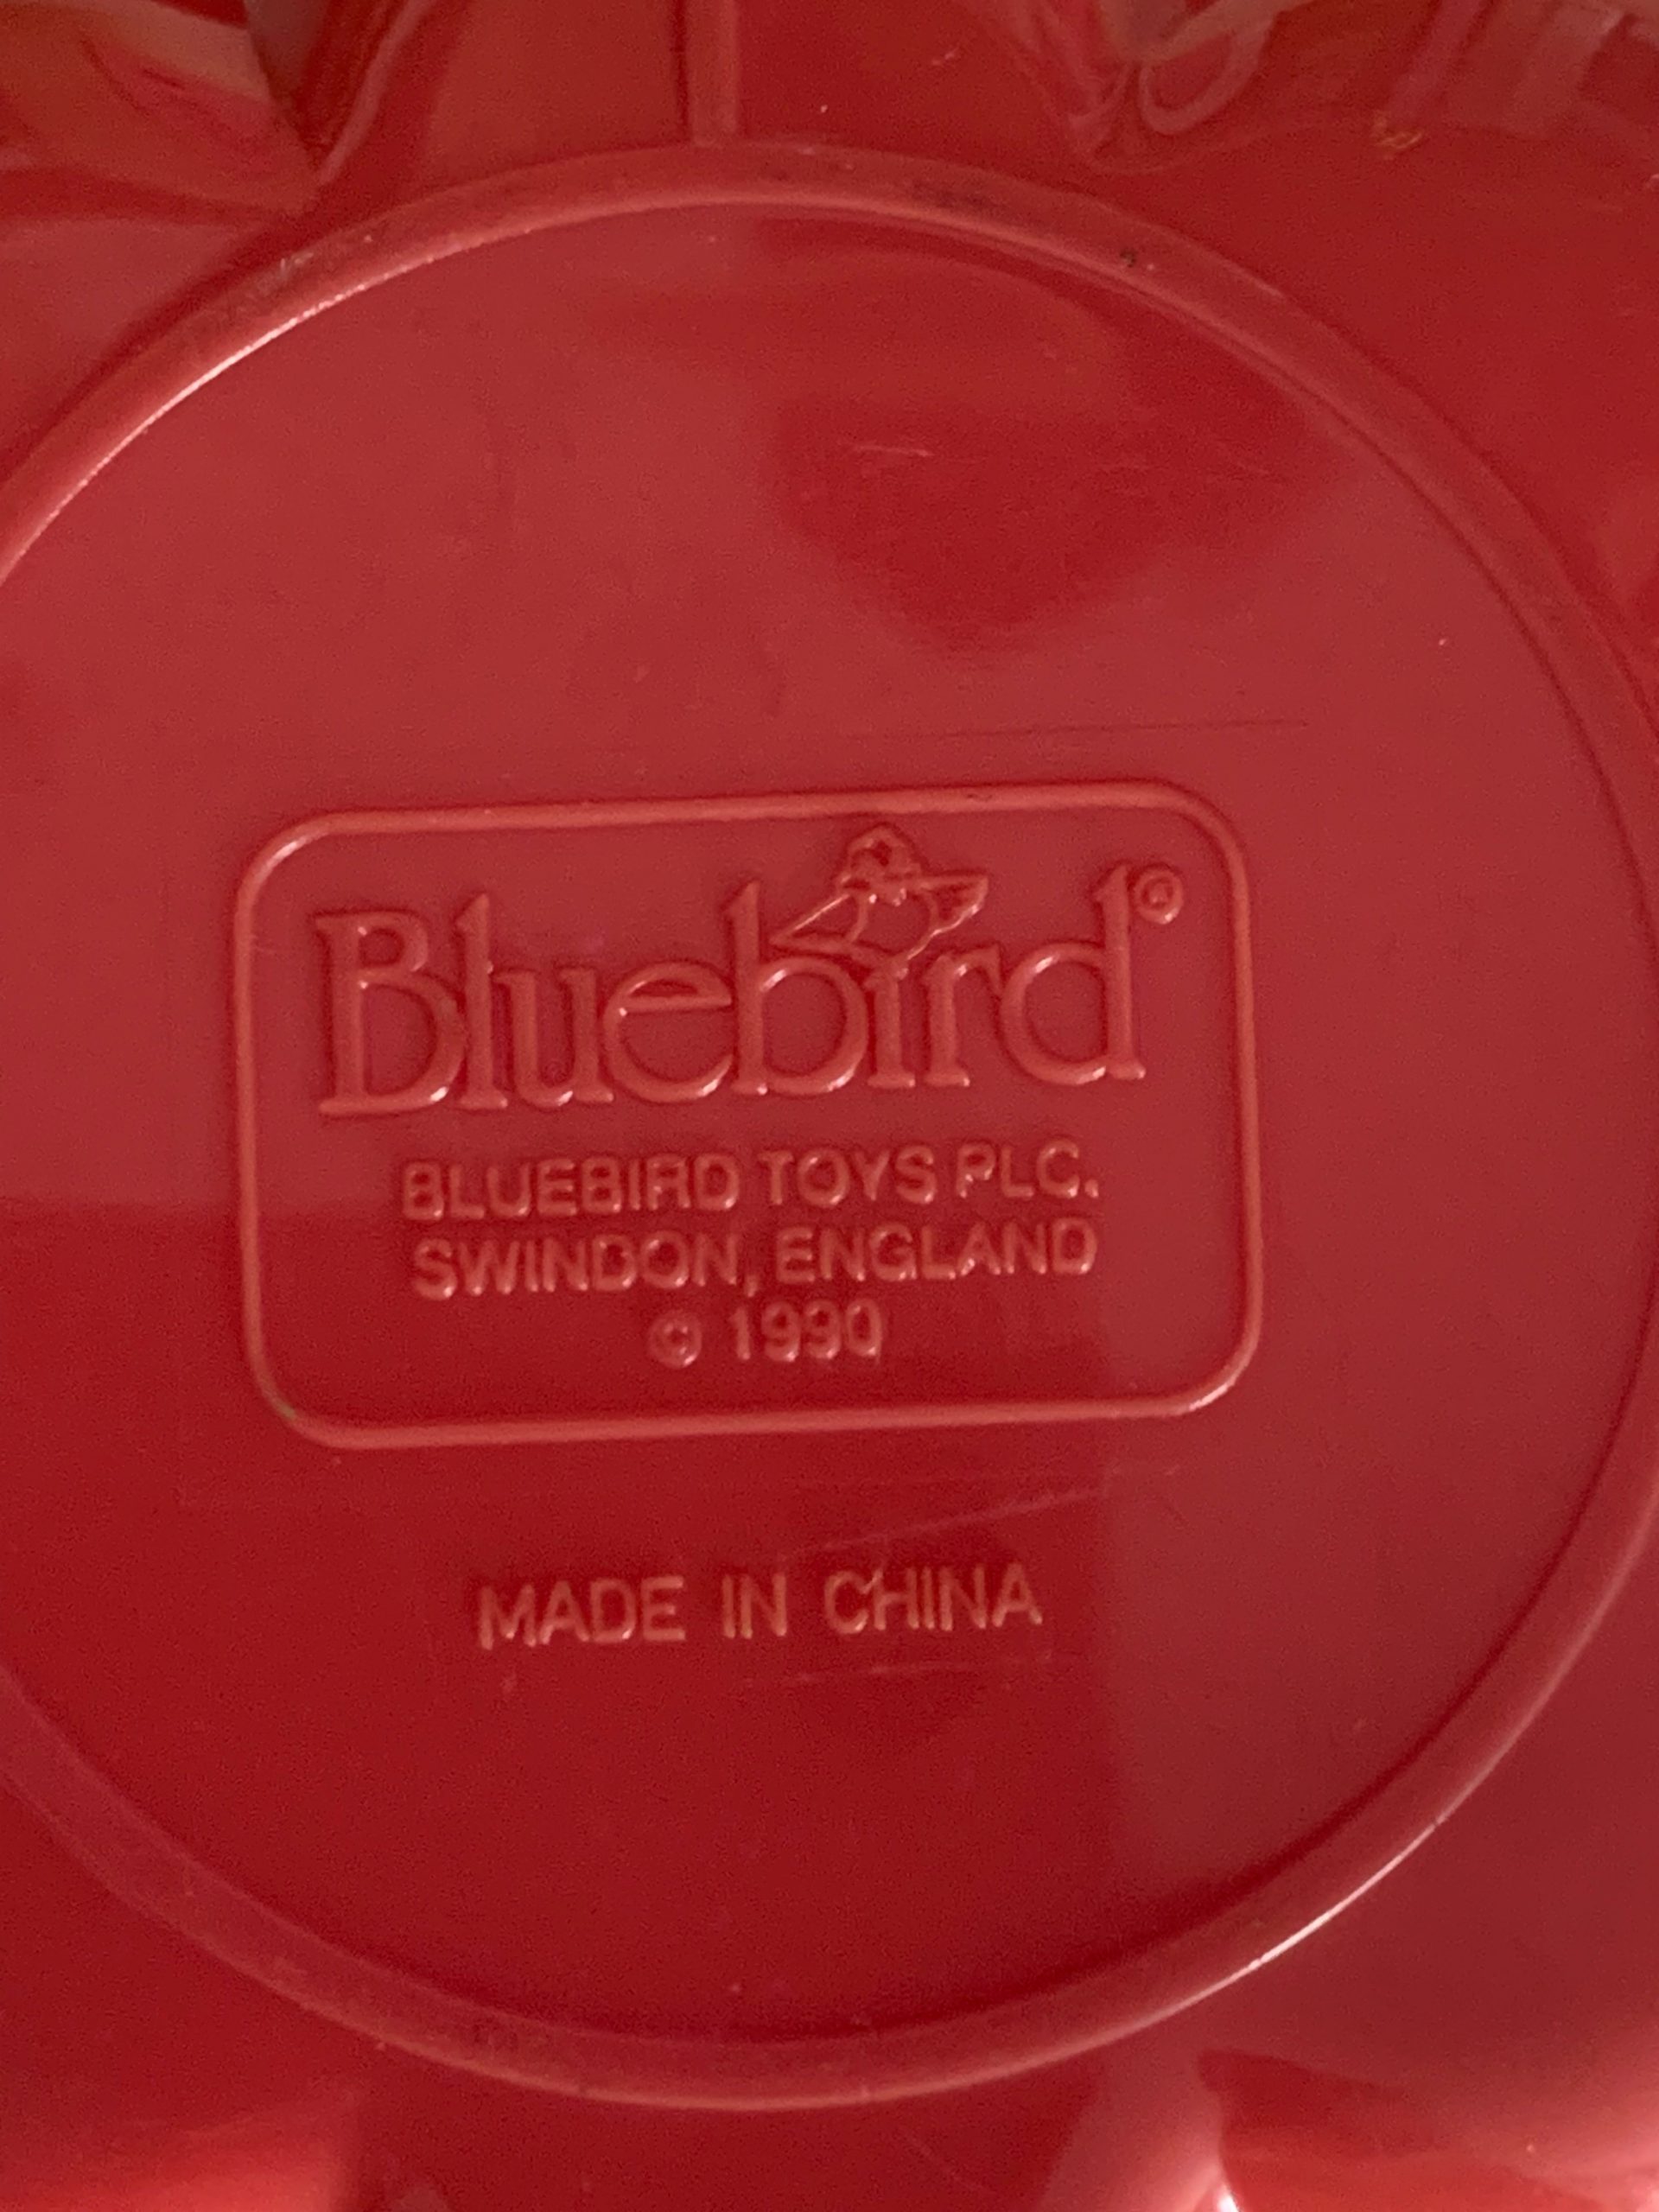 Bluebird®
BLUEBIRD TOYS PLC.
SWINDON, ENGLAND
© 1990
MADE IN CHINA